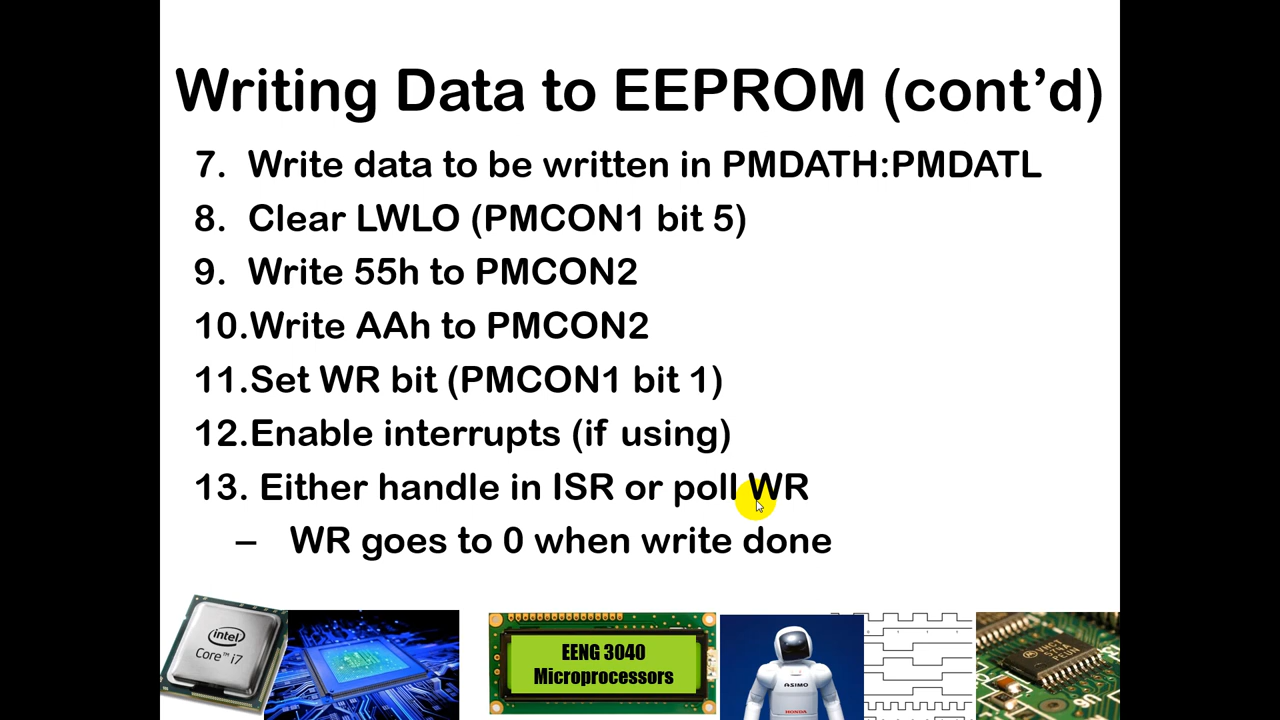 Writing Data to EEPROM (cont’d)
7. Write data to be written in PMDATH:PMDATL
8. Clear LWLO (PMCON1 bit 5)
9. Write 55h to PMCON2
10.Write AAh to PMCON2
11.Set WR bit (PMCON1 bit 1)
12.Enable interrupts (if using)
13. Either handle in ISR or poll WR
– WR goes to 0 when write done
intel
Core™ i7
EENG 3040
Microprocessors
ASIMO
HONDA